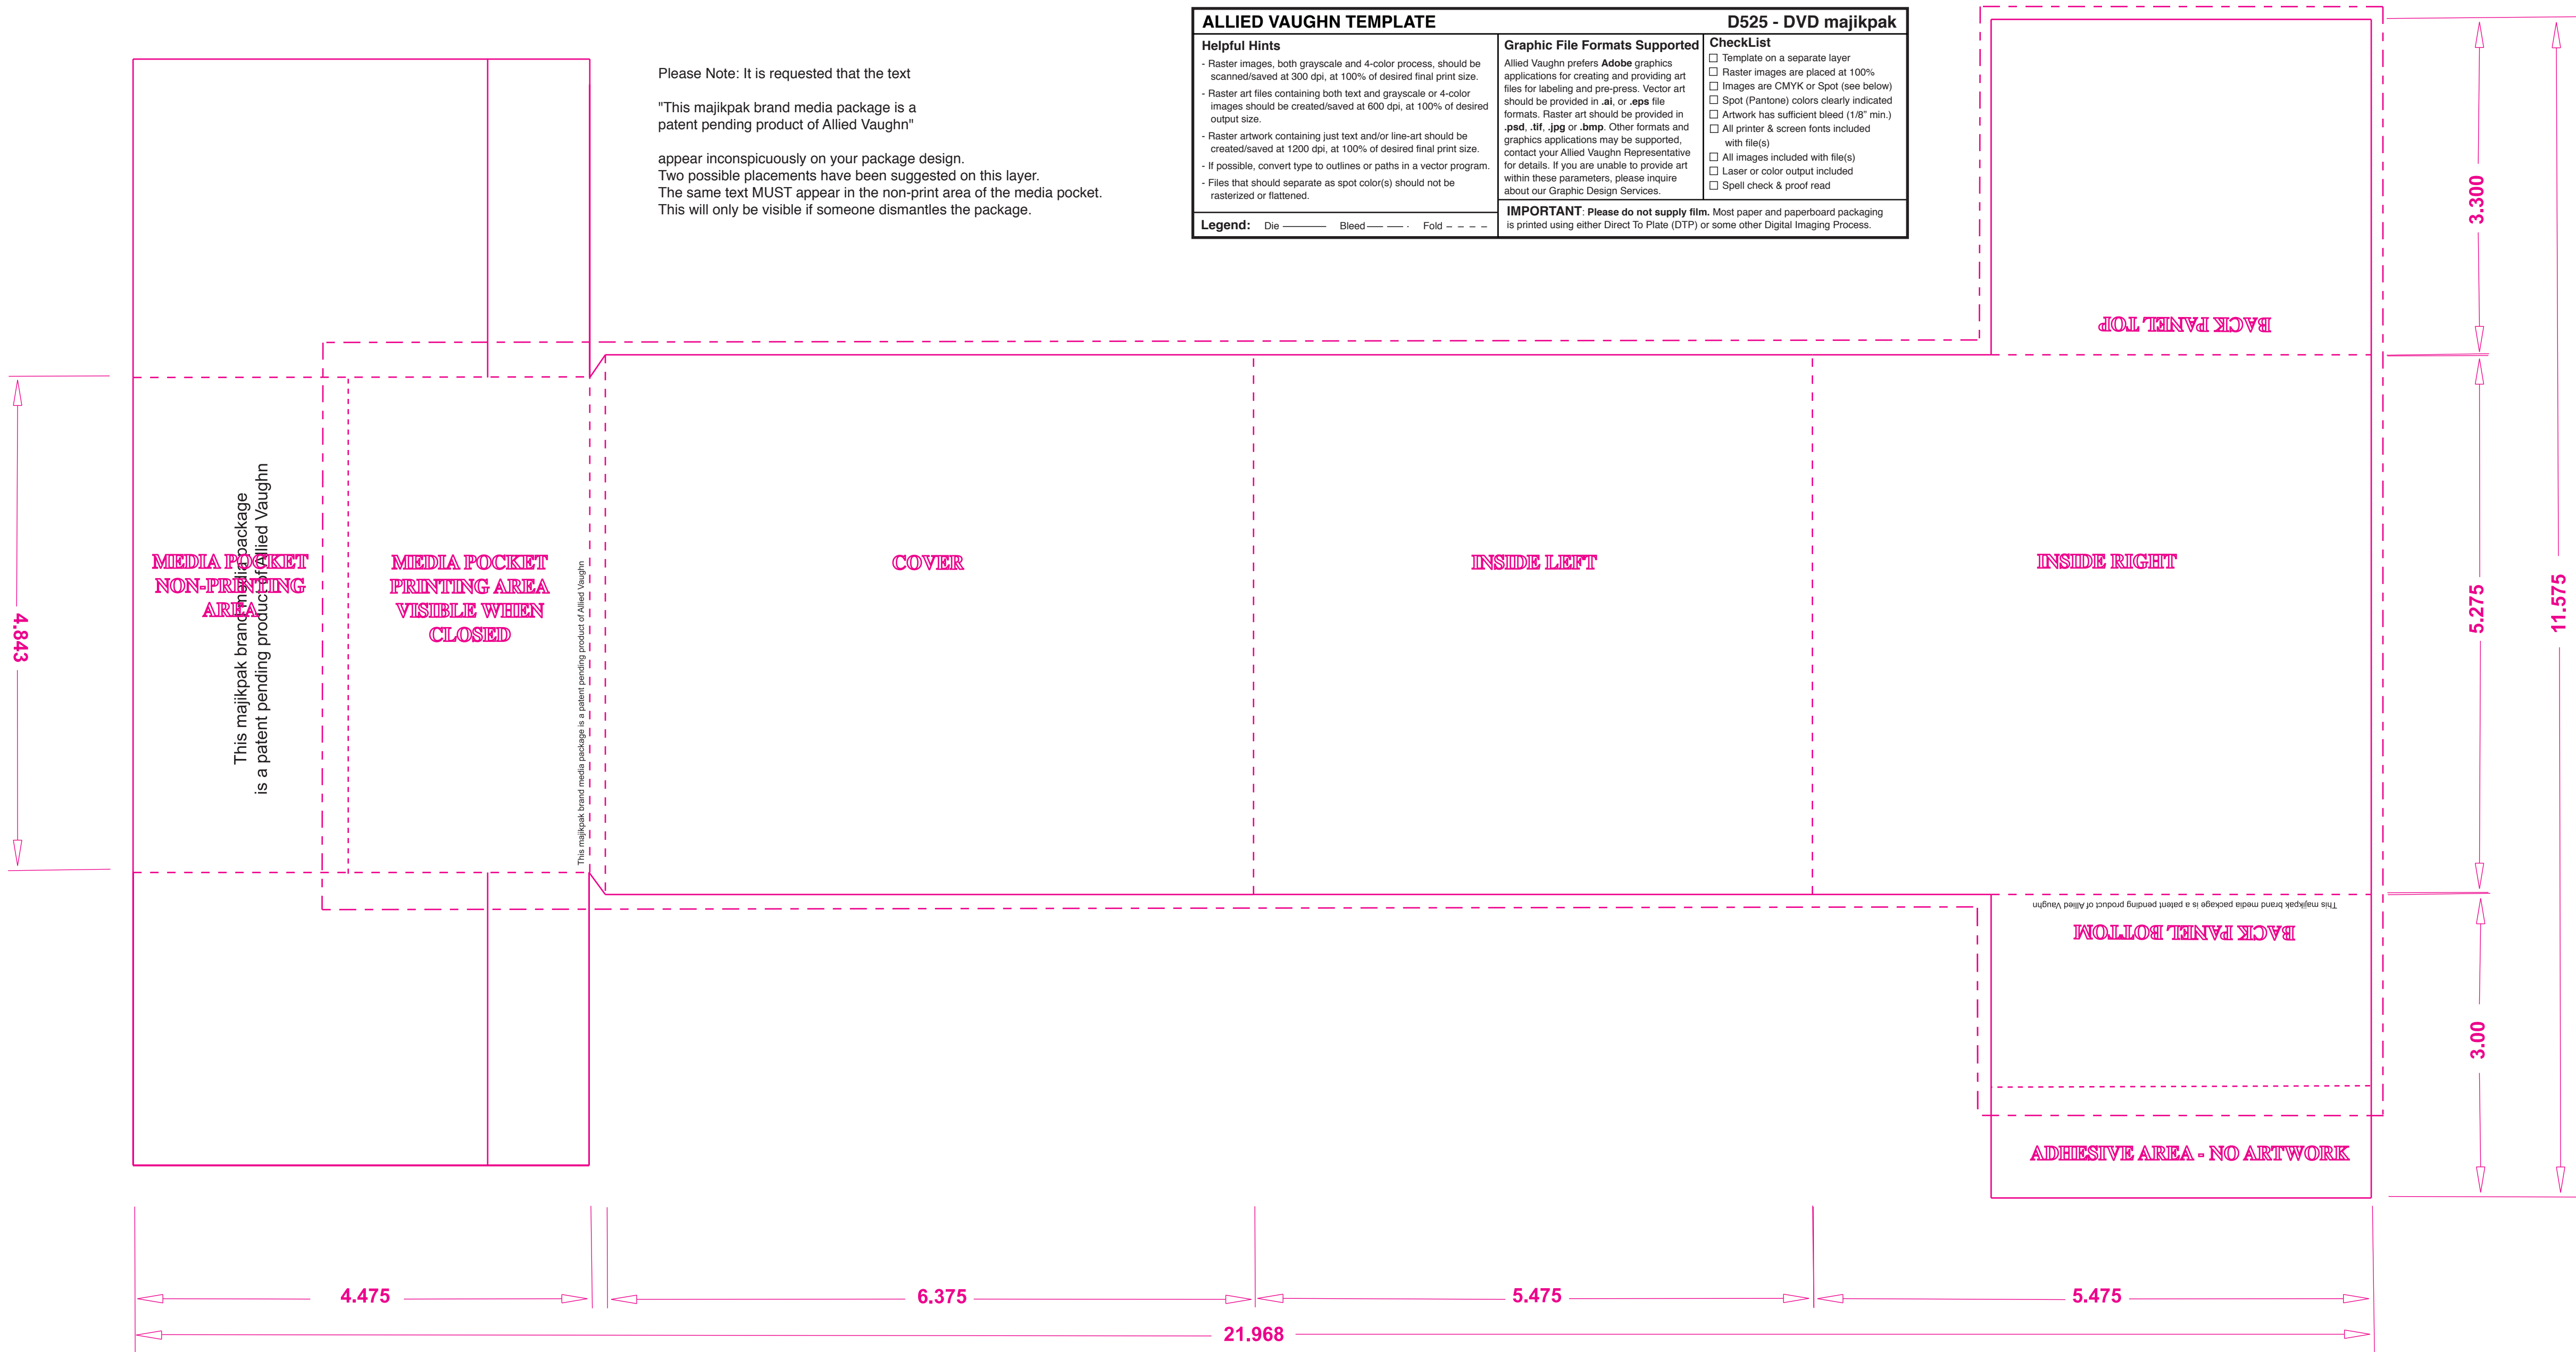 ALLIED VAUGHN TEMPLATE
D525 - DVD majikpak
Helpful Hints
- Raster images, both grayscale and 4-color process, should be
scanned/saved at 300 dpi, at 100% of desired final print size.
- Raster art files containing both text and grayscale or 4-color
images should be created/saved at 600 dpi, at 100% of desired
output size.
- Raster artwork containing just text and/or line-art should be
created/saved at 1200 dpi, at 100% of desired final print size.
- If possible, convert type to outlines or paths in a vector program.
- Files that should separate as spot color(s) should not be
rasterized or flattened.
Legend: Die Bleed Fold
Graphic File Formats Supported
Allied Vaughn prefers Adobe graphics
applications for creating and providing art
files for labeling and pre-press. Vector art
should be provided in .ai, or .eps file
formats. Raster art should be provided in
.psd, .tif, .jpg or .bmp. Other formats and
graphics applications may be supported,
contact your Allied Vaughn Representative
for details. If you are unable to provide art
within these parameters, please inquire
about our Graphic Design Services.
CheckList
Template on a separate layer
Raster images are placed at 100%
Images are CMYK or Spot (see below)
Spot (Pantone) colors clearly indicated
Artwork has sufficient bleed (1/8" min.)
All printer & screen fonts included
with file(s)
All images included with file(s)
Laser or color output included
Spell check & proof read
IMPORTANT: Please do not supply film. Most paper and paperboard packaging
is printed using either Direct To Plate (DTP) or some other Digital Imaging Process.
Please Note: It is requested that the text
"This majikpak brand media package is a
patent pending product of Allied Vaughn"
appear inconspicuously on your package design.
Two possible placements have been suggested on this layer.
The same text MUST appear in the non-print area of the media pocket.
This will only be visible if someone dismantles the package.
BACK PANEL TOP
3.300
4.843
MEDIA POCKET
NON-PRINTING
AREA
This majikpak brand media package
is a patent pending product of Allied Vaughn
MEDIA POCKET
PRINTING AREA
VISIBLE WHEN
CLOSED
This majikpak brand media package is a patent pending product of Allied Vaughn
COVER
INSIDE LEFT
INSIDE RIGHT
5.275
11.575
This majikpak brand media package is a patent pending product of Allied Vaughn
BACK PANEL BOTTOM
3.00
ADHESIVE AREA - NO ARTWORK
4.475
6.375
5.475
5.475
21.968